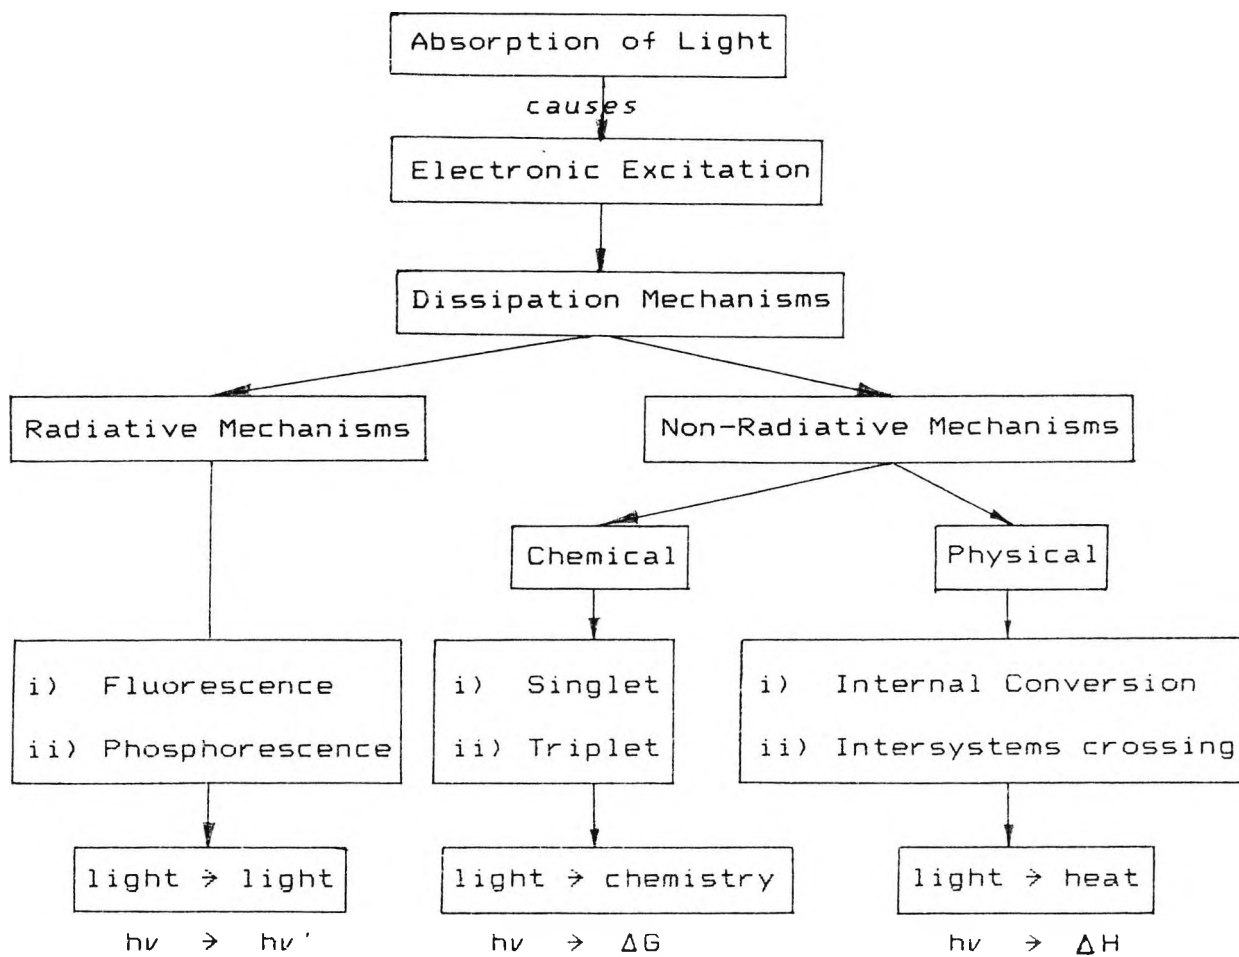 Absorption of Light
causes
Electronic Excitation
Dissipation Mechanisms
Radiative Mechanisms
Non-Radiative Mechanisms
Chemical
Physical
i) Fluorescence
ii) Phosphorescence
i) Singlet
ii) Triplet
i) Internal Conversion
ii) Intersystems crossing
light → light
light → chemistry
light → heat
hν → hν'
hν → ΔG
hν → ΔH